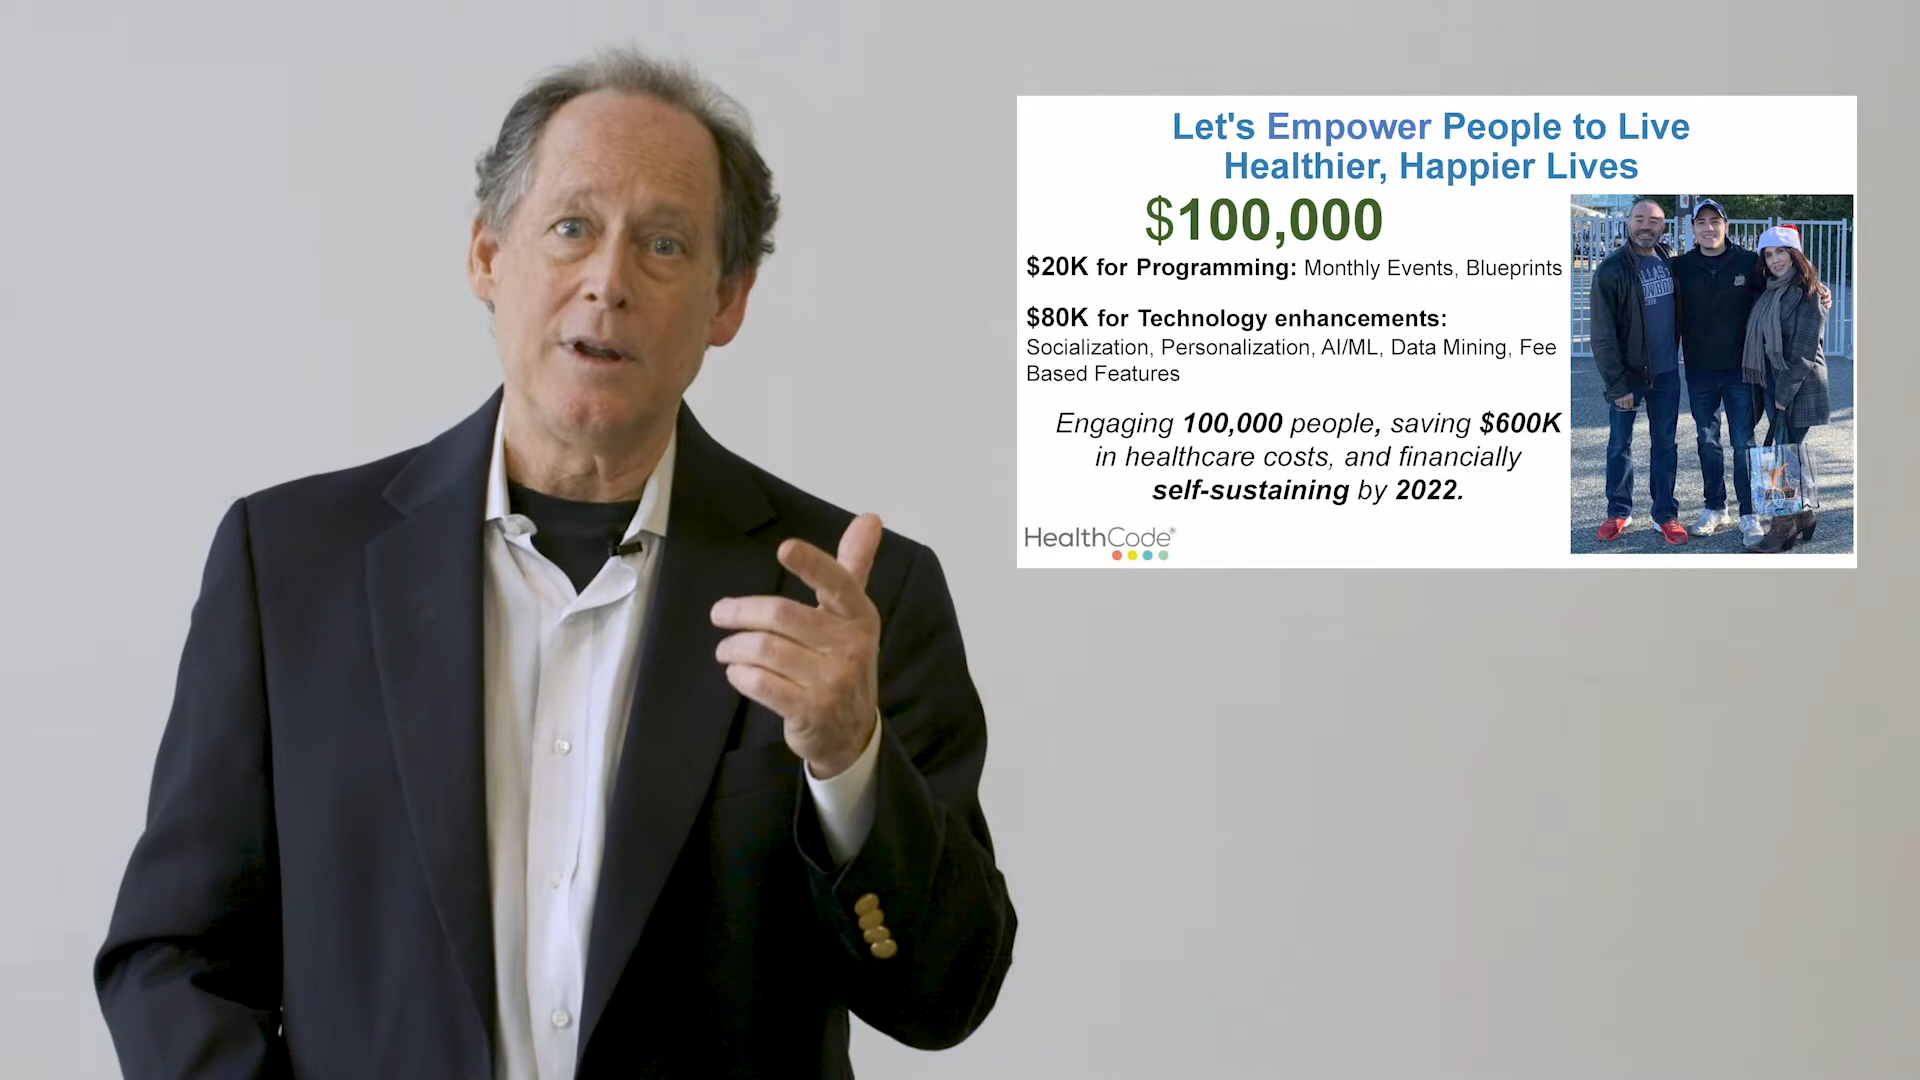 Let's Empower People to Live
Healthier, Happier Lives
$100,000
$20K for Programming: Monthly Events, Blueprints
$80K for Technology enhancements:
Socialization, Personalization, AI/ML, Data Mining, Fee
Based Features
Engaging 100,000 people, saving $600K
in healthcare costs, and financially
self-sustaining by 2022.
HealthCode®